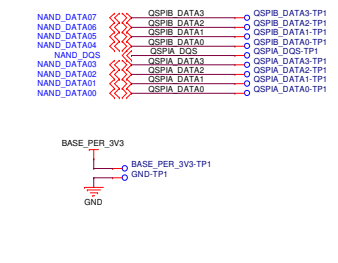 NAND_DATA07 QSPIB_DATA3 QSPIB_DATA3-TP1
NAND_DATA06 QSPIB_DATA2 QSPIB_DATA2-TP1
NAND_DATA05 QSPIB_DATA1 QSPIB_DATA1-TP1
NAND_DATA04 QSPIB_DATA0 QSPIB_DATA0-TP1
NAND_DQS QSPIA_DQS QSPIA_DQS-TP1
NAND_DATA03 QSPIA_DATA3 QSPIA_DATA3-TP1
NAND_DATA02 QSPIA_DATA2 QSPIA_DATA2-TP1
NAND_DATA01 QSPIA_DATA1 QSPIA_DATA1-TP1
NAND_DATA00 QSPIA_DATA0 QSPIA_DATA0-TP1
BASE_PER_3V3
BASE_PER_3V3-TP1
GND-TP1
GND